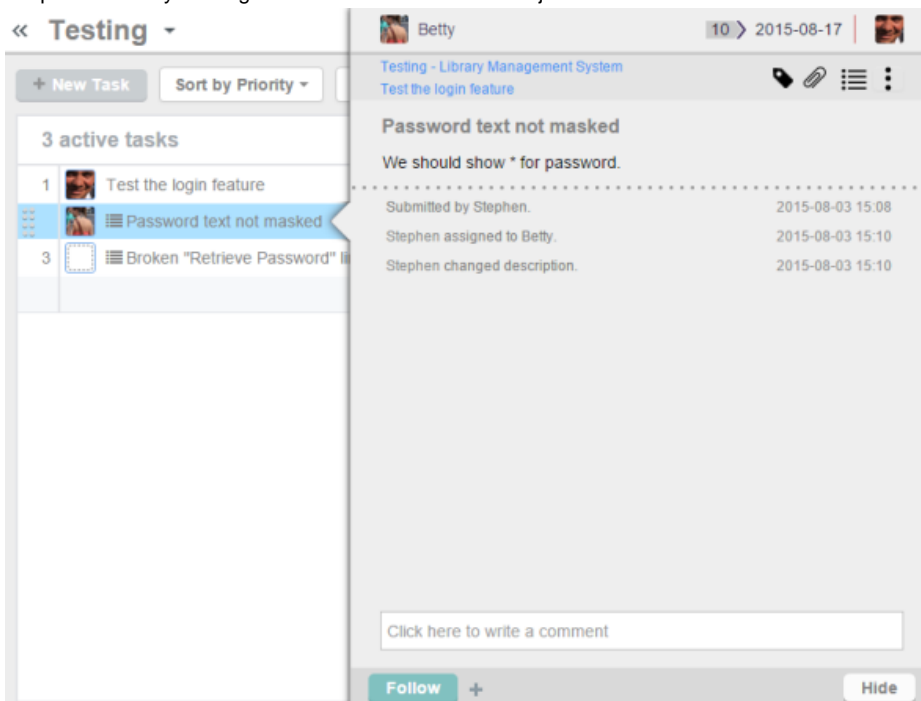 « Testing
Betty 10 2015-08-17
+ New Task Sort by Priority
Testing - Library Management System
Test the login feature
3 active tasks
1 Test the login feature
Password text not masked
3 Broken "Retrieve Password" li
Password text not masked
We should show * for password.
Submitted by Stephen. 2015-08-03 15:08
Stephen assigned to Betty. 2015-08-03 15:10
Stephen changed description. 2015-08-03 15:10
Click here to write a comment
Follow + Hide